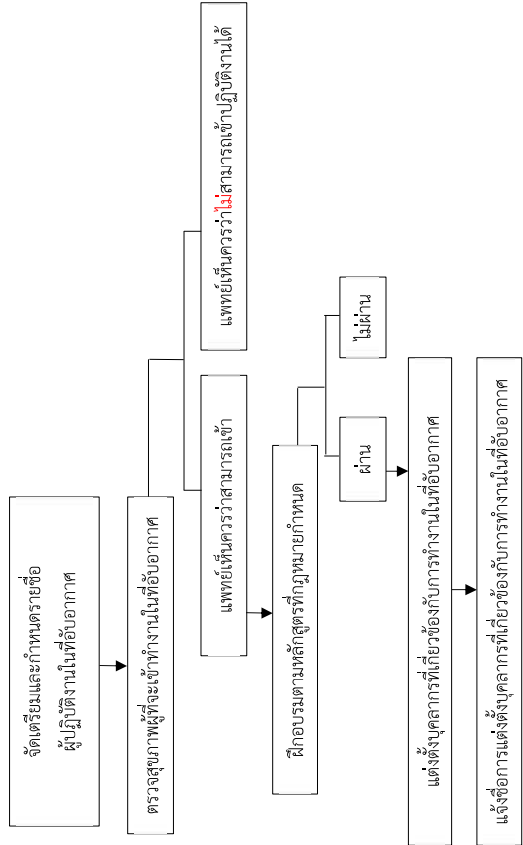 จัดเตรียมและกำหนดรายชื่อ
ผู้ปฏิบัติงานในที่อับอากาศ
ตรวจสุขภาพผู้ที่จะเข้าทำงานในที่อับอากาศ
แพทย์เห็นควรว่าสามารถเข้า
แพทย์เห็นควรว่าไม่สามารถเข้าปฏิบัติงานได้
ฝึกอบรมตามหลักสูตรที่กฎหมายกำหนด
ผ่าน
ไม่ผ่าน
แต่งตั้งบุคลากรที่เกี่ยวข้องกับการทำงานในที่อับอากาศ
แจ้งชื่อการแต่งตั้งบุคลากรที่เกี่ยวข้องกับการทำงานในที่อับอากาศ